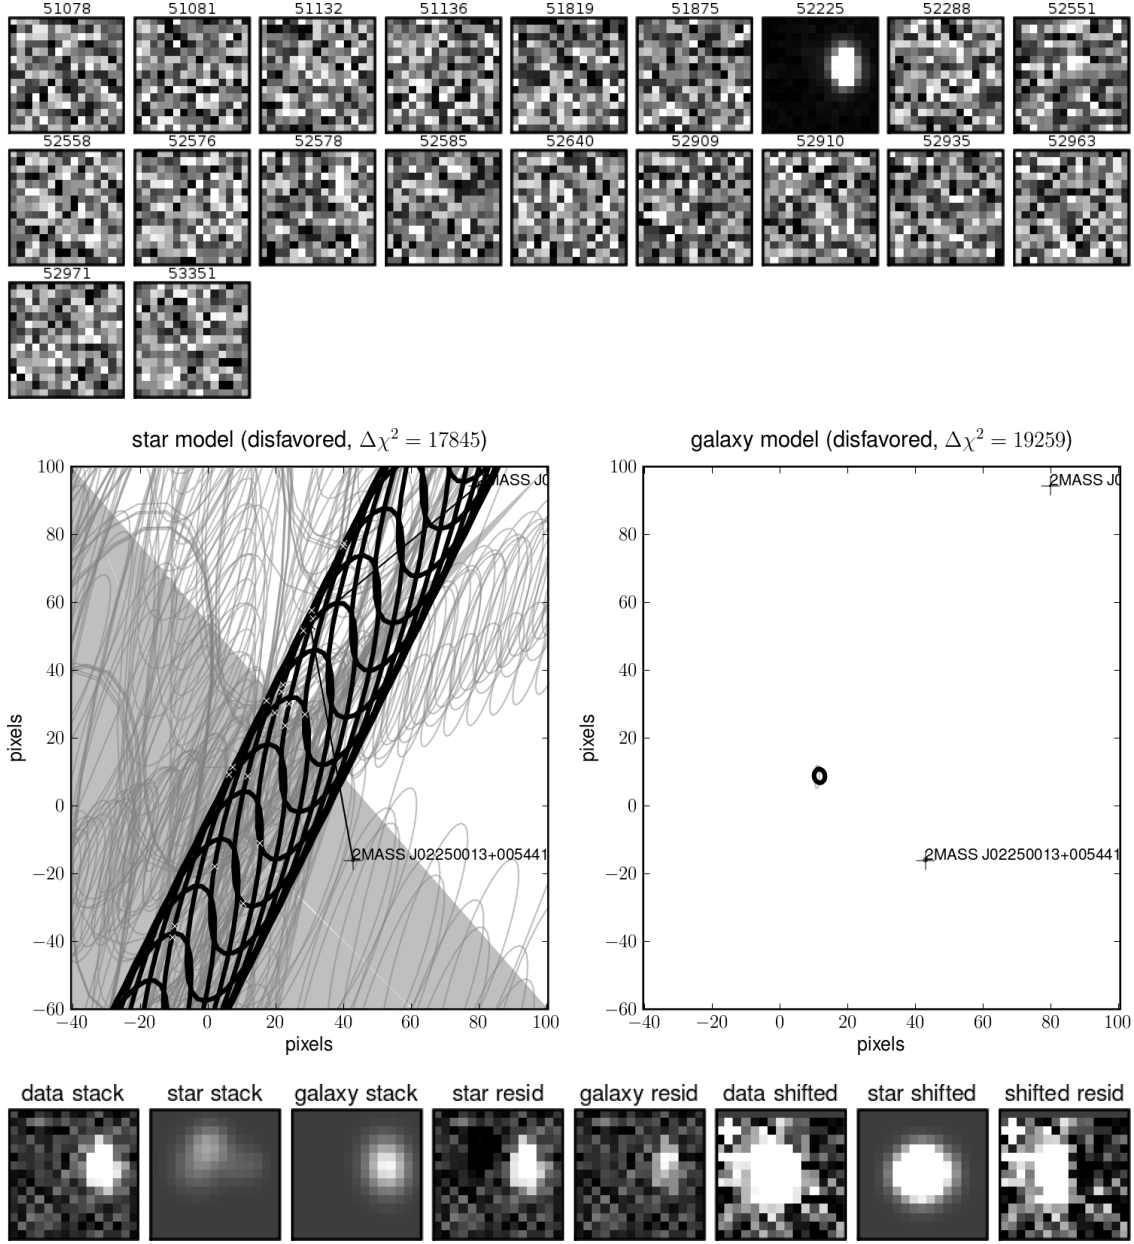 51078 51081 51132 51136 51819 51875 52225 52288 52551
52558 52576 52578 52585 52640 52909 52910 52935 52963
52971 53351
star model (disfavored, Δχ² = 17845)
galaxy model (disfavored, Δχ² = 19259)
100
80
60
40
20
0
−20
−40
−60
pixels
−40 −20 0 20 40 60 80 100
pixels
2MASS J0
2MASS J02250013+005441
100
80
60
40
20
0
−20
−40
−60
pixels
−40 −20 0 20 40 60 80 100
pixels
2MASS J0
2MASS J02250013+005441
data stack star stack galaxy stack star resid galaxy resid data shifted star shifted shifted resid